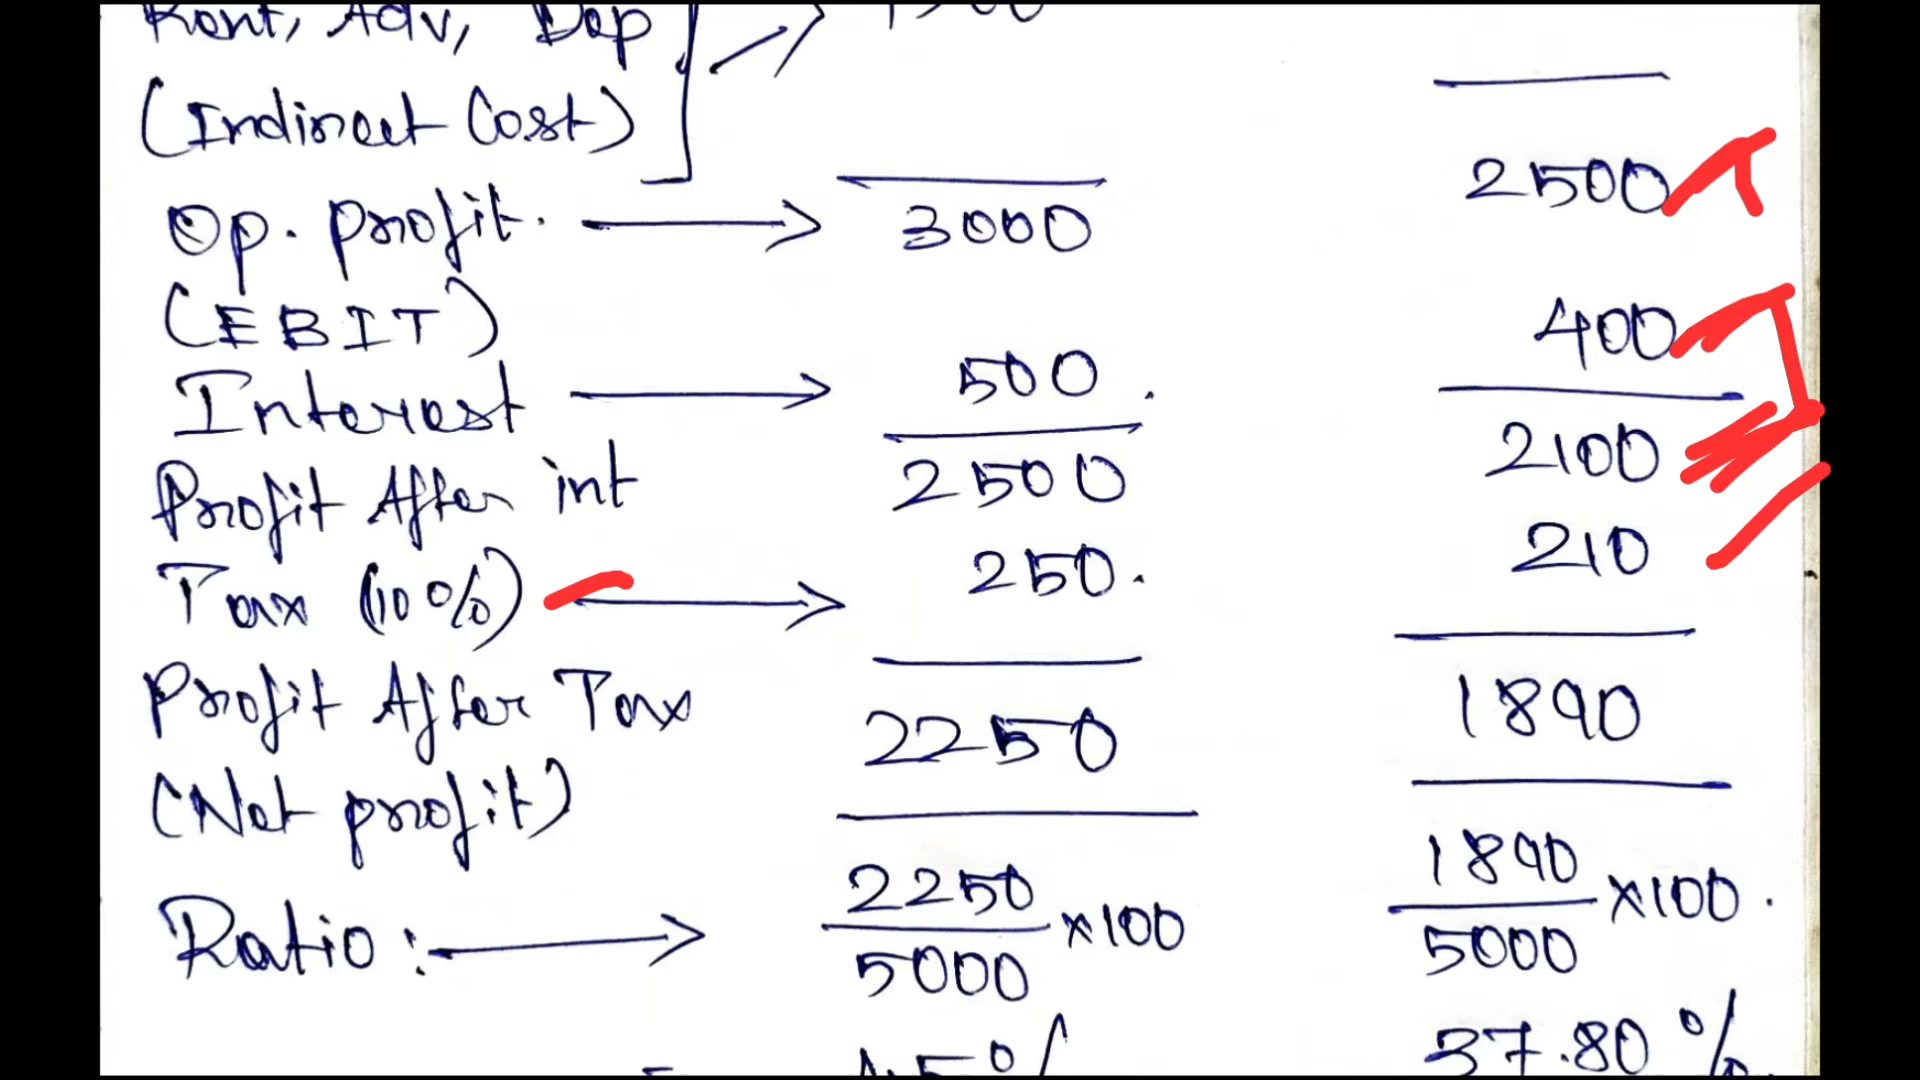 Rent, Adv, Dep
(Indirect Cost)
2500
Op. profit. 3000
(EBIT)
400
Interest 500.
Profit After int 2500 2100
Tax (10%) 250. 210
Profit After Tax 2250 1890
(Net profit)
Ratio: 2250/5000 ×100 1890/5000 ×100.
= 45% 37.80%